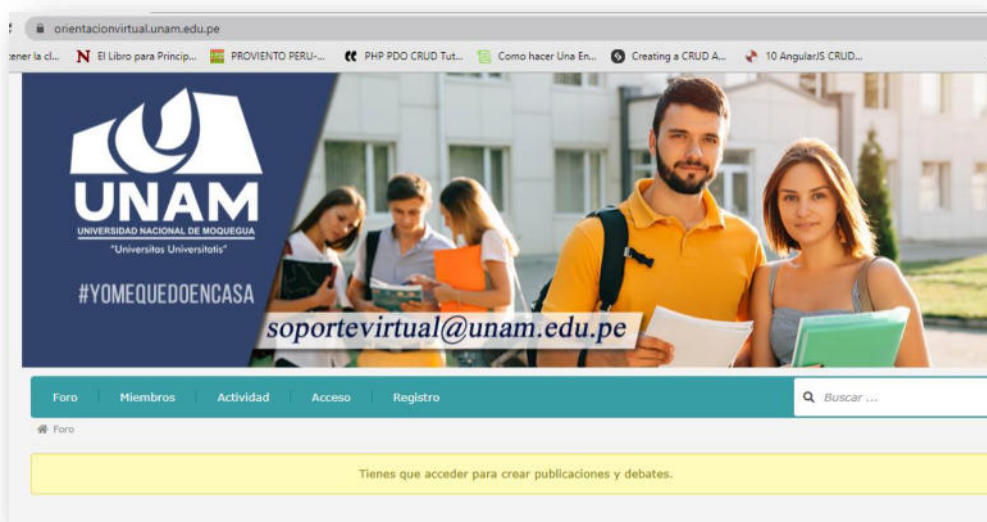 orientacionvirtual.unam.edu.pe
ener la cl... El Libro para Princip... PROVIENTO PERU-... PHP PDO CRUD Tut... Como hacer Una En... Creating a CRUD A... 10 AngularJS CRUD...
UNAM
UNIVERSIDAD NACIONAL DE MOQUEGUA
"Universitas Universitatis"
#YOMEQUEDOENCASA
soportevirtual@unam.edu.pe
Foro Miembros Actividad Acceso Registro Buscar ...
Foro
Tienes que acceder para crear publicaciones y debates.